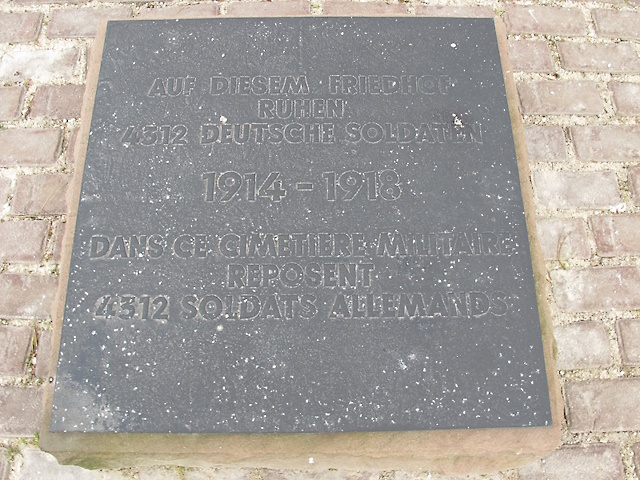 AUF DIESEM FRIEDHOF
RUHEN
4312 DEUTSCHE SOLDATEN
1914 - 1918
DANS CE CIMETIERE MILITAIRE
REPOSENT
4312 SOLDATS ALLEMANDS